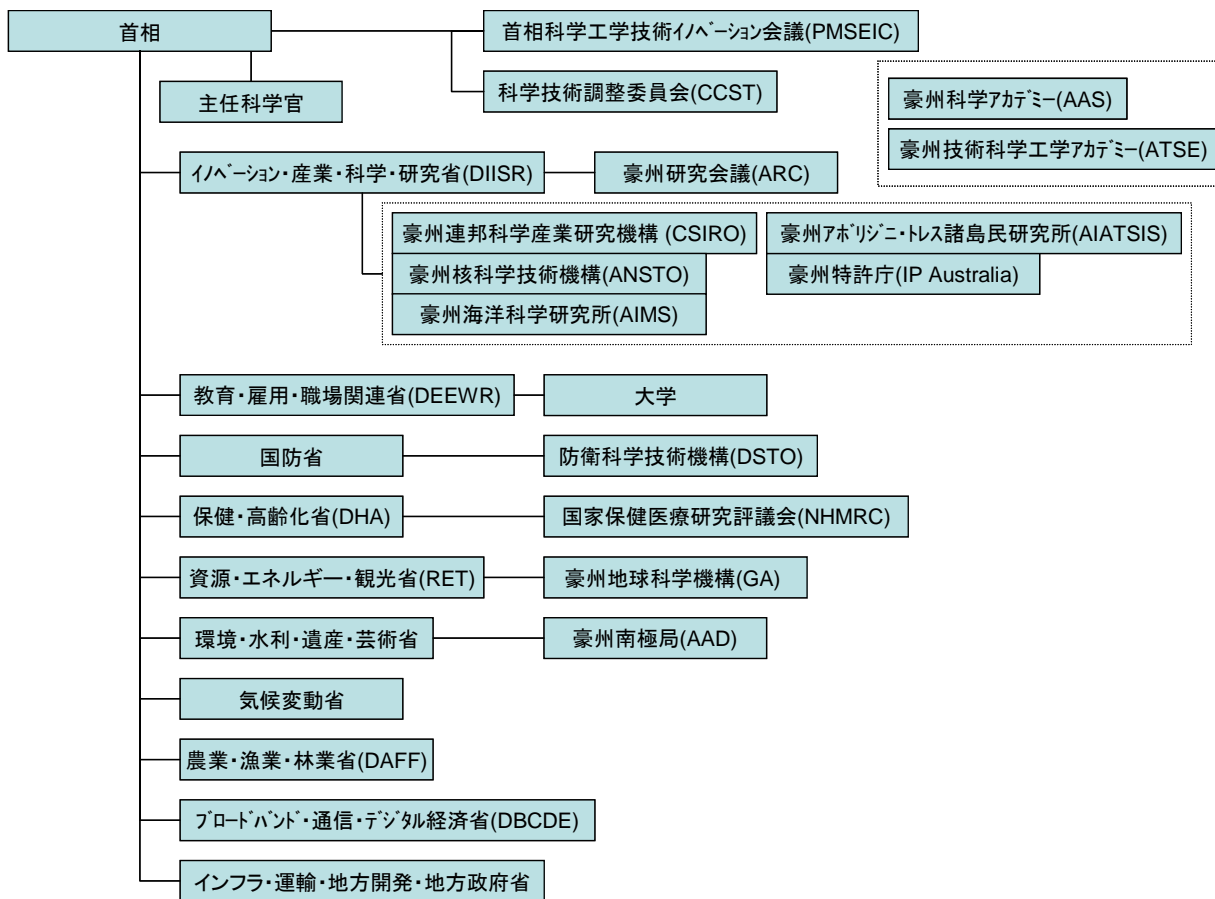 首相
首相科学工学技術ｲﾉﾍﾞｰｼｮﾝ会議(PMSEIC)
科学技術調整委員会(CCST)
主任科学官
豪州科学ｱｶﾃﾞﾐｰ(AAS)
豪州技術科学工学ｱｶﾃﾞﾐｰ(ATSE)
ｲﾉﾍﾞｰｼｮﾝ・産業・科学・研究省(DIISR)
豪州研究会議(ARC)
豪州連邦科学産業研究機構 (CSIRO)
豪州ｱﾎﾞﾘｼﾞﾆ・ﾄﾚｽ諸島民研究所(AIATSIS)
豪州核科学技術機構(ANSTO)
豪州特許庁(IP Australia)
豪州海洋科学研究所(AIMS)
教育・雇用・職場関連省(DEEWR)
大学
国防省
防衛科学技術機構(DSTO)
保健・高齢化省(DHA)
国家保健医療研究評議会(NHMRC)
資源・エネルギー・観光省(RET)
豪州地球科学機構(GA)
環境・水利・遺産・芸術省
豪州南極局(AAD)
気候変動省
農業・漁業・林業省(DAFF)
ﾌﾞﾛｰﾄﾞﾊﾞﾝﾄﾞ・通信・ﾃﾞｼﾞﾀﾙ経済省(DBCDE)
インフラ・運輸・地方開発・地方政府省